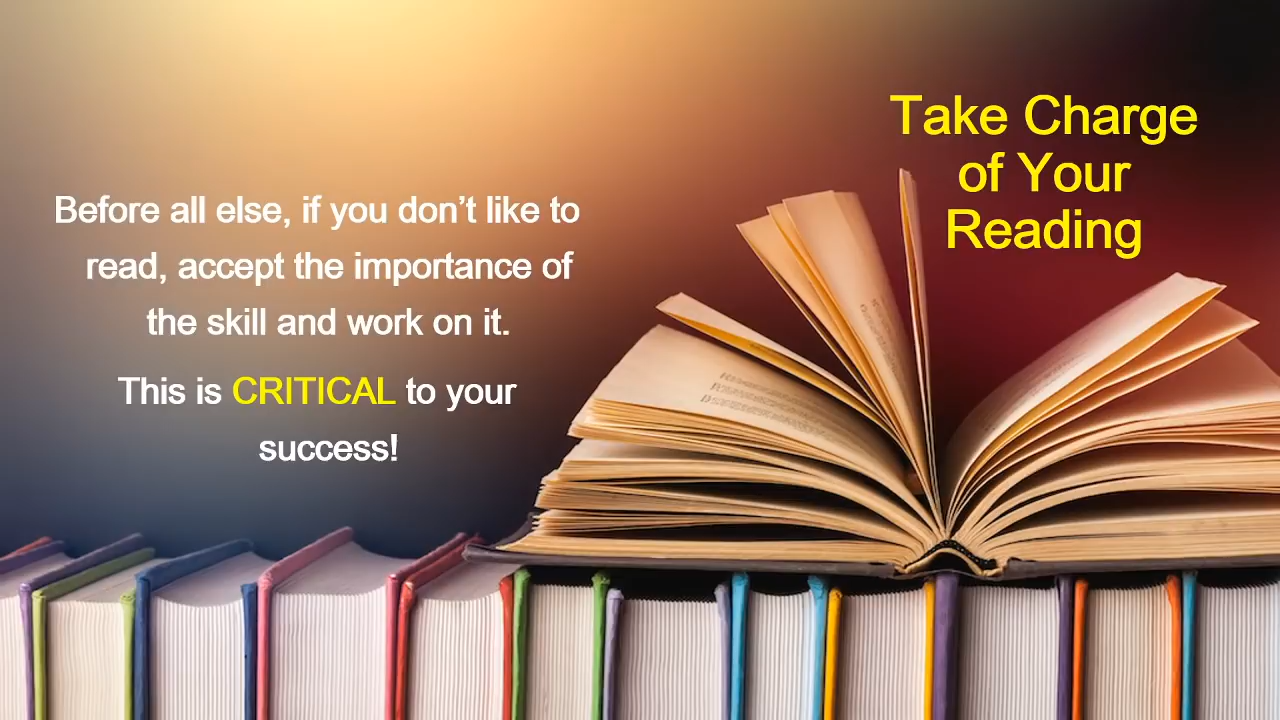 Take Charge
of Your
Reading
Before all else, if you don’t like to
read, accept the importance of
the skill and work on it.
This is CRITICAL to your
success!